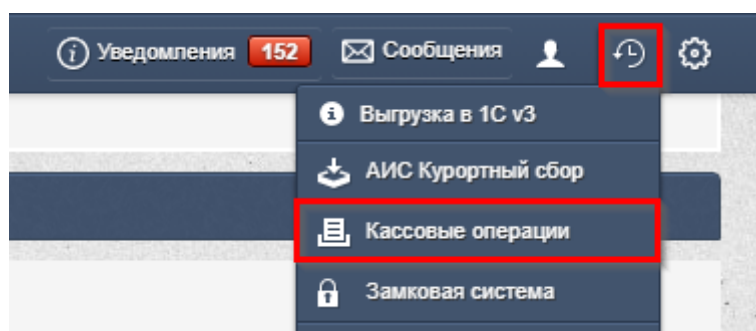 Уведомления 152 Сообщения
Выгрузка в 1С v3
АИС Курортный сбор
Кассовые операции
Замковая система